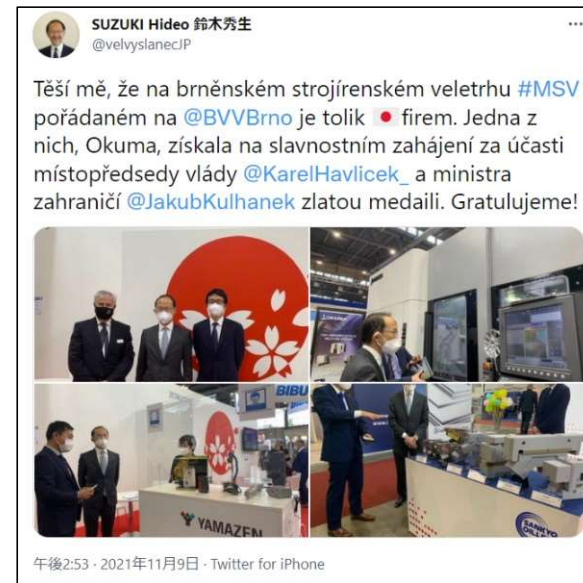 SUZUKI Hideo 鈴木秀生
@velvyslanecJP
Těší mě, že na brněnském strojírenském veletrhu #MSV
pořádaném na @BVVBrno je tolik 🇯🇵 firem. Jedna z
nich, Okuma, získala na slavnostním zahájení za účasti
místopředsedy vlády @KarelHavlicek_ a ministra
zahraničí @JakubKulhanek zlatou medaili. Gratulujeme!
BIBU
YAMAZEN
SANKYO
午後2:53 · 2021年11月9日 · Twitter for iPhone